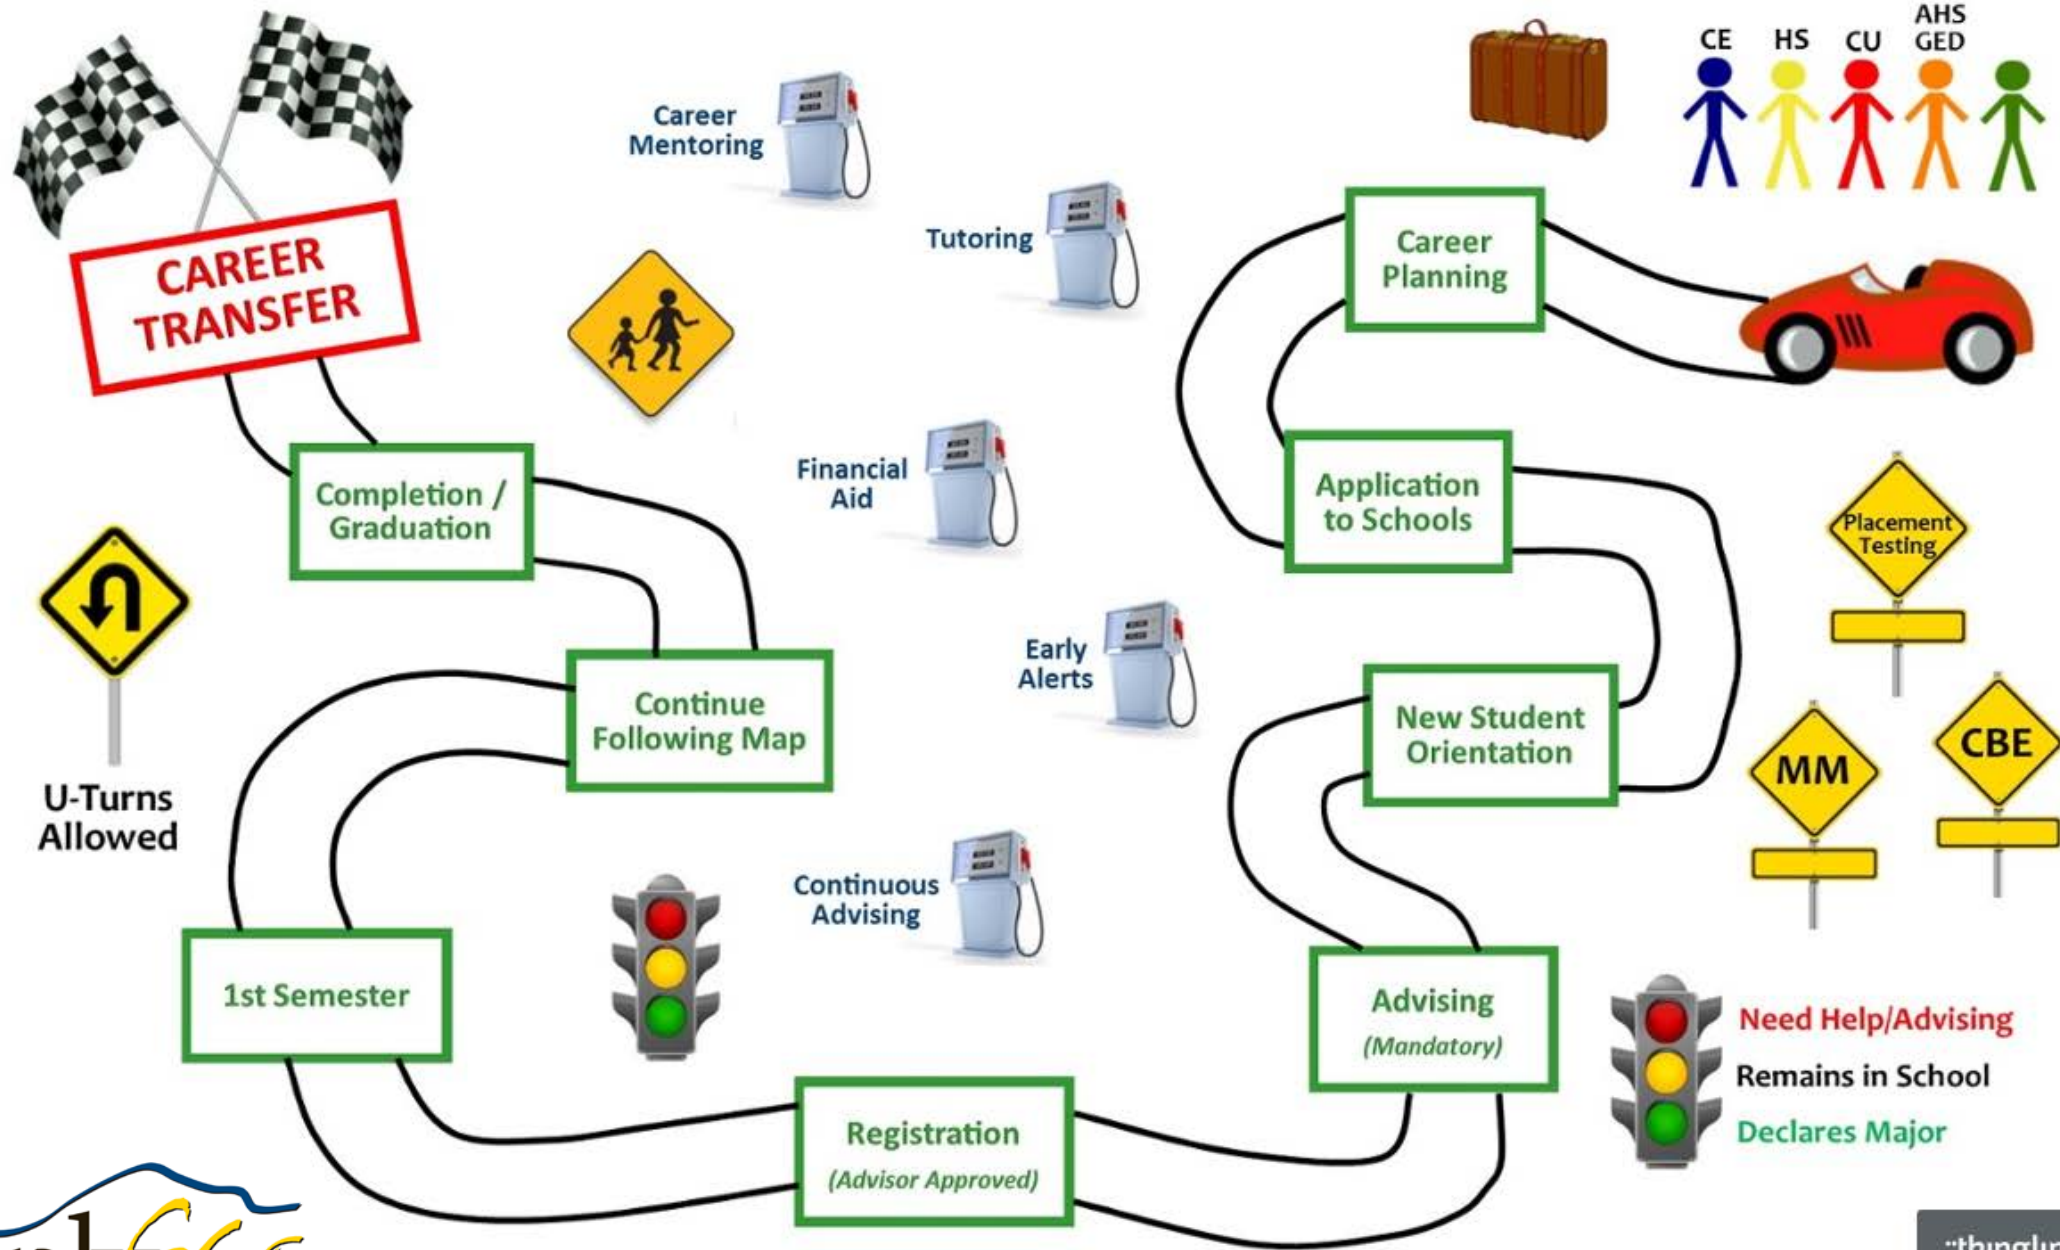 CE
HS
CU
AHS
GED
Career
Mentoring
Tutoring
Career
Planning
CAREER
TRANSFER
Financial
Aid
Application
to Schools
Placement
Testing
Completion /
Graduation
Early
Alerts
New Student
Orientation
MM
CBE
Continue
Following Map
U-Turns
Allowed
Continuous
Advising
1st Semester
Advising
(Mandatory)
Need Help/Advising
Remains in School
Declares Major
Registration
(Advisor Approved)